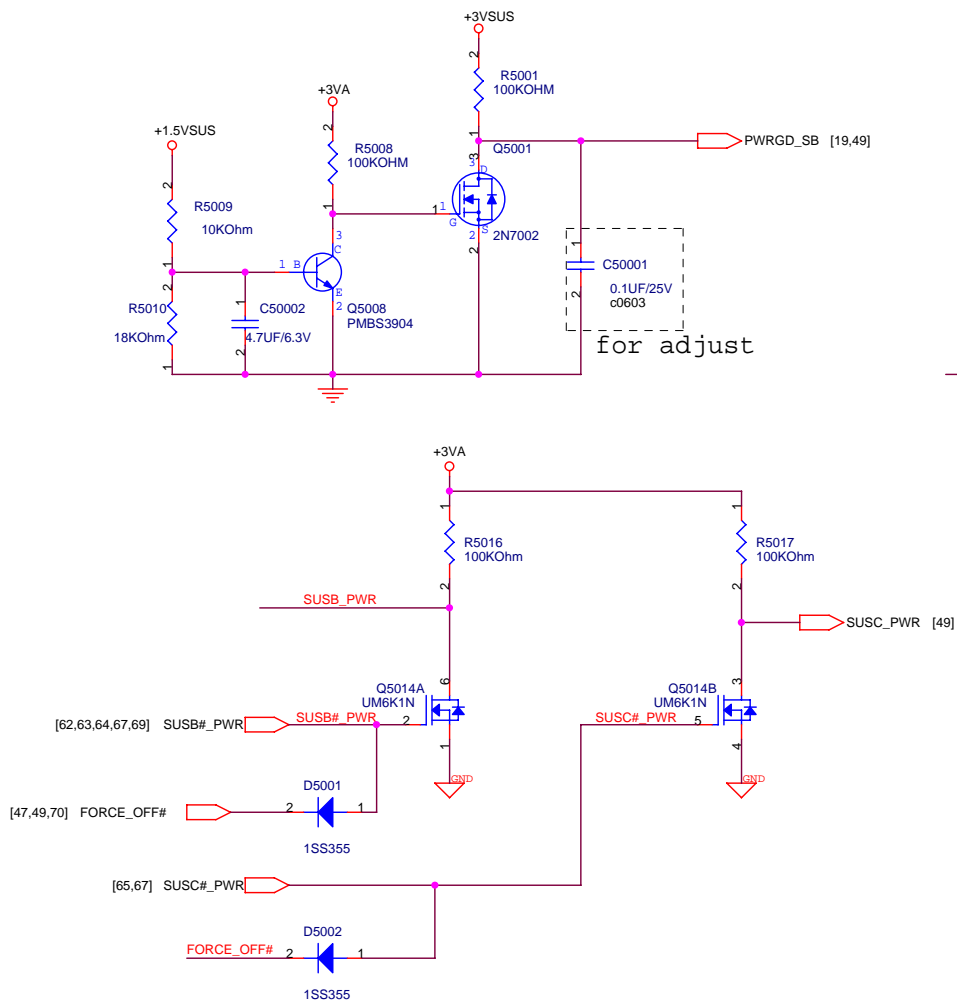 +3VSUS
2
R5001
100KOHM
1
+3VA
2
R5008
100KOHM
1
+1.5VSUS
2
R5009
10KOhm
1
PWRGD_SB [19,49]
3
Q5001
3
D
1
1
G
S
2
2
2N7002
3
C
1 B
E
2
Q5008
PMBS3904
2
R5010
18KOhm
1
1
C50002
4.7UF/6.3V
2
1
C50001
2
0.1UF/25V
c0603
for adjust
+3VA
1
R5016
100KOhm
2
1
R5017
100KOhm
2
SUSB_PWR
SUSC_PWR [49]
6
Q5014A
UM6K1N
3
Q5014B
UM6K1N
[62,63,64,67,69] SUSB#_PWR
SUSB#_PWR
2
1
GND
SUSC#_PWR
5
4
GND
D5001
[47,49,70] FORCE_OFF#
2
1
1SS355
[65,67] SUSC#_PWR
D5002
FORCE_OFF#
2
1
1SS355